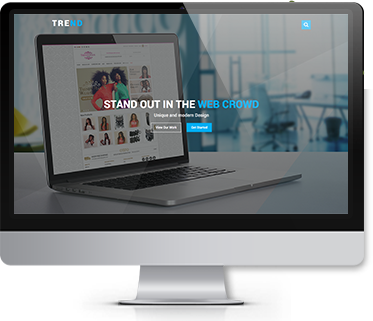 TREND
STAND OUT IN THE WEB CROWD
Unique and modern Design
View Our Work Get Started